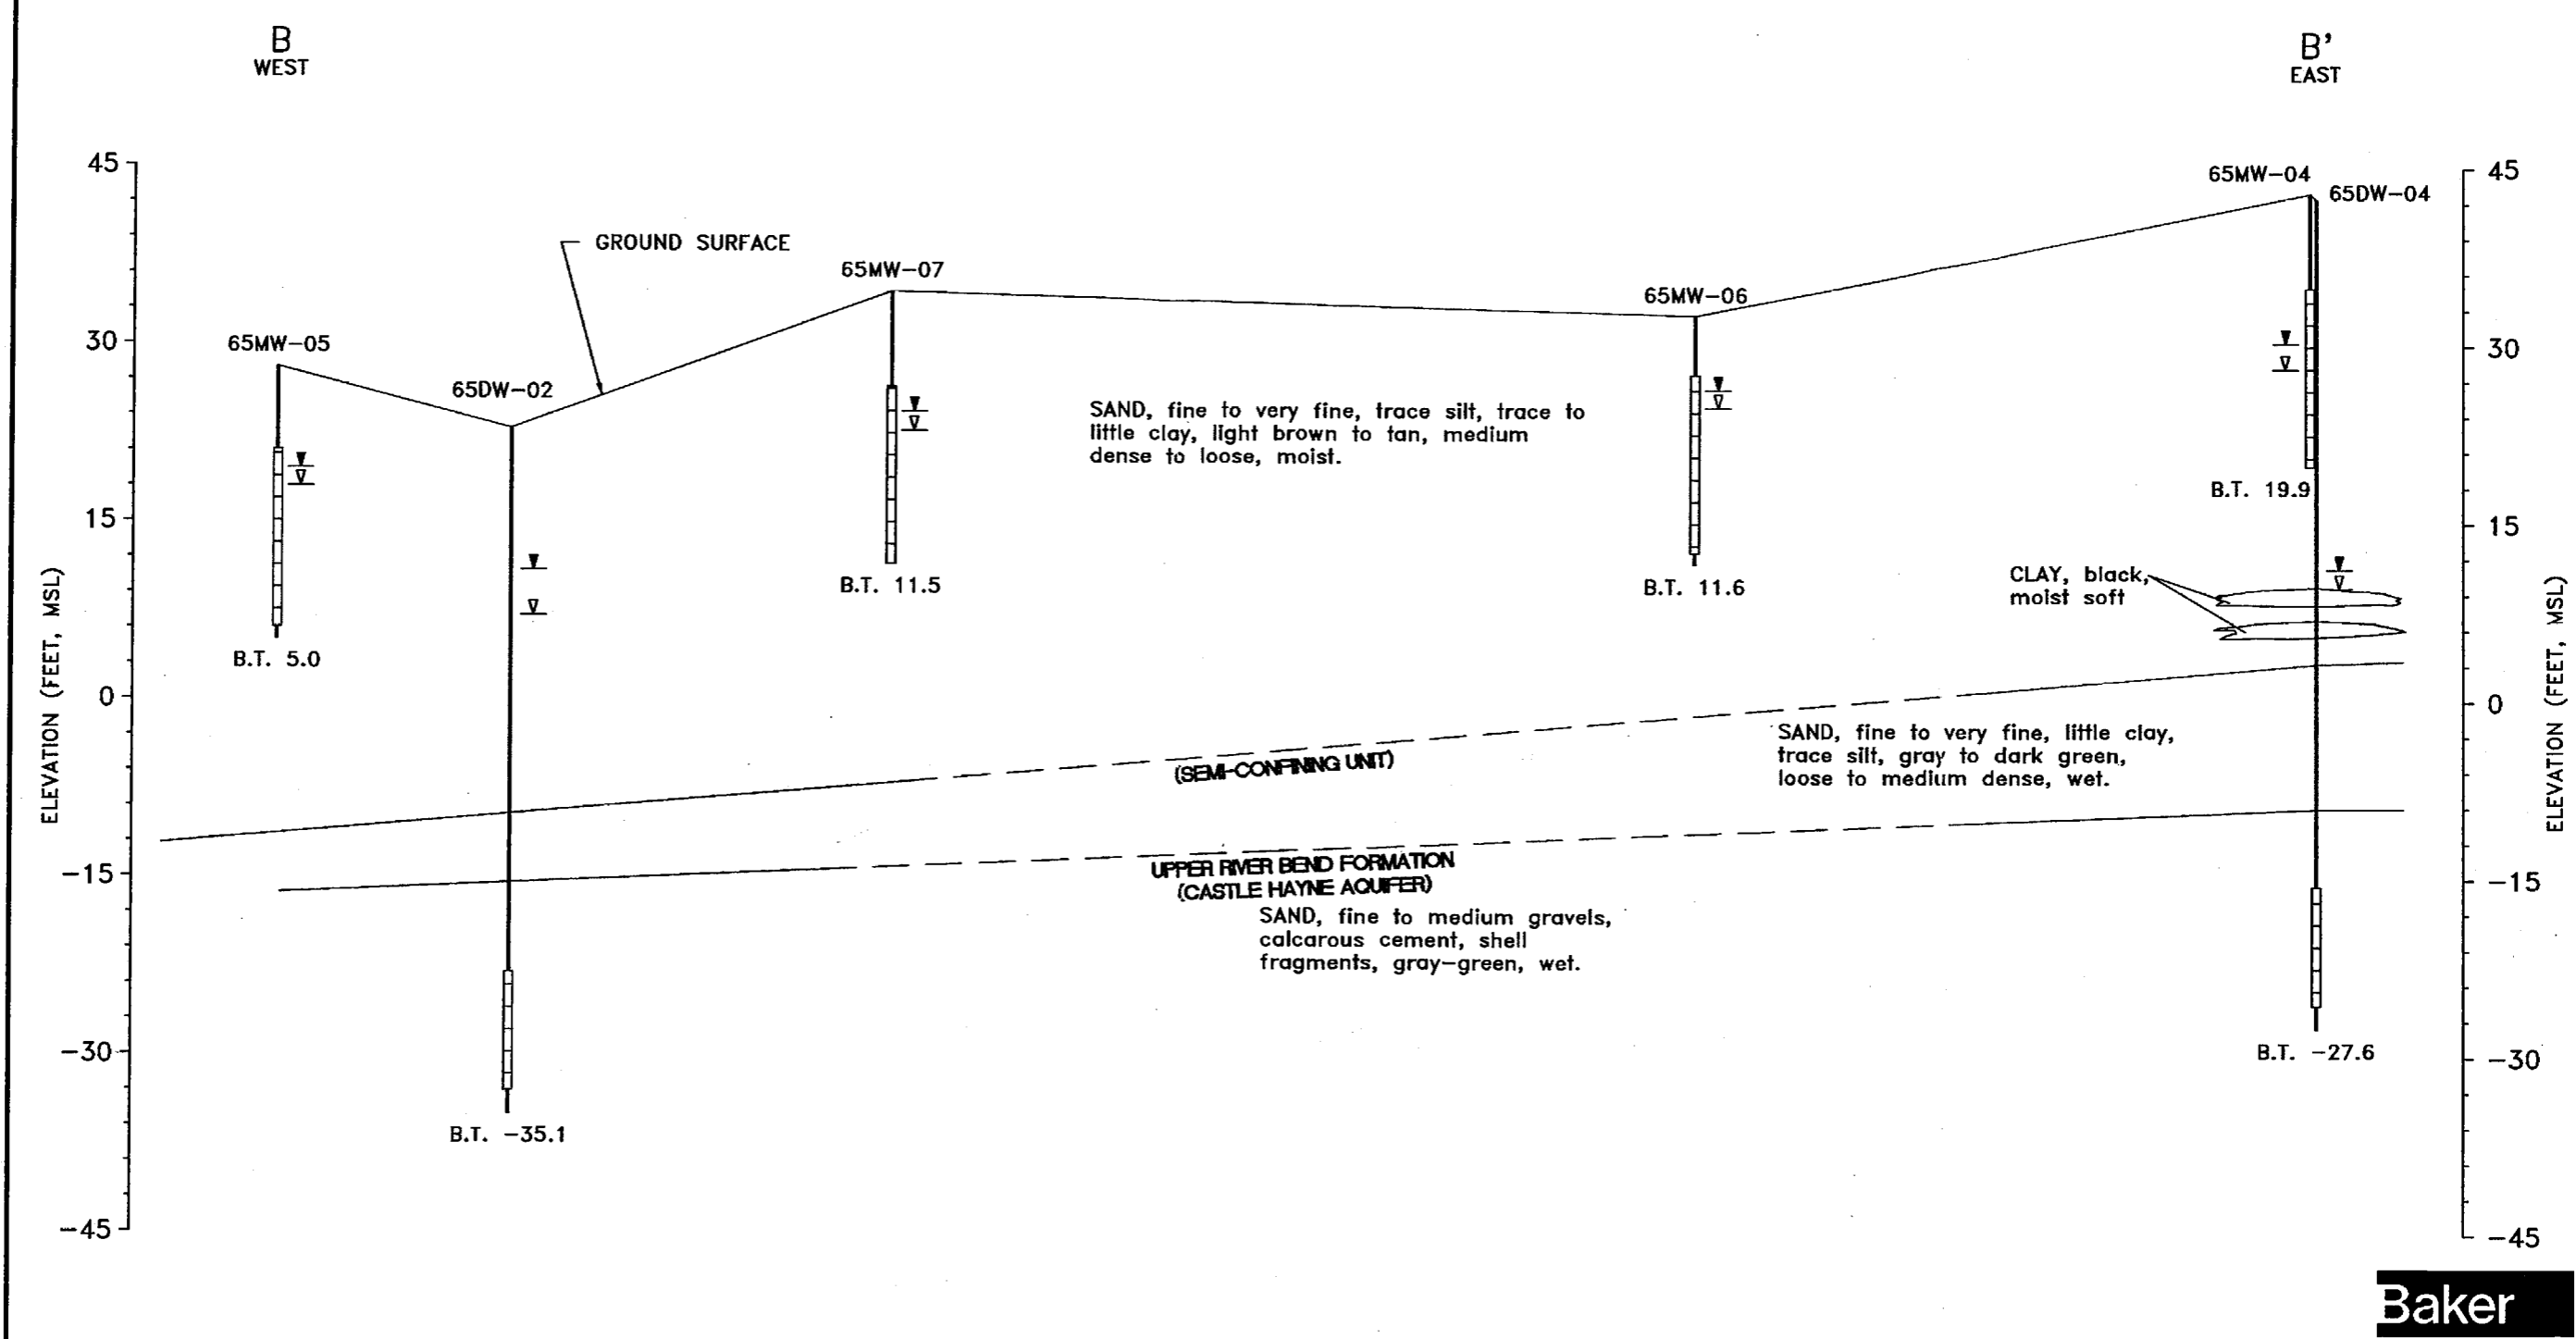 B
WEST
B'
EAST
45
30
15
0
-15
-30
-45
ELEVATION (FEET, MSL)
65MW-05
B.T. 5.0
65DW-02
B.T. -35.1
GROUND SURFACE
65MW-07
B.T. 11.5
SAND, fine to very fine, trace silt, trace to
little clay, light brown to tan, medium
dense to loose, moist.
65MW-06
B.T. 11.6
65MW-04
65DW-04
B.T. 19.9
CLAY, black,
moist soft
(SEMI-CONFINING UNIT)
SAND, fine to very fine, little clay,
trace silt, gray to dark green,
loose to medium dense, wet.
UPPER RIVER BEND FORMATION
(CASTLE HAYNE AQUIFER)
SAND, fine to medium gravels,
calcarous cement, shell
fragments, gray-green, wet.
B.T. -27.6
45
30
15
0
-15
-30
-45
ELEVATION (FEET, MSL)
Baker